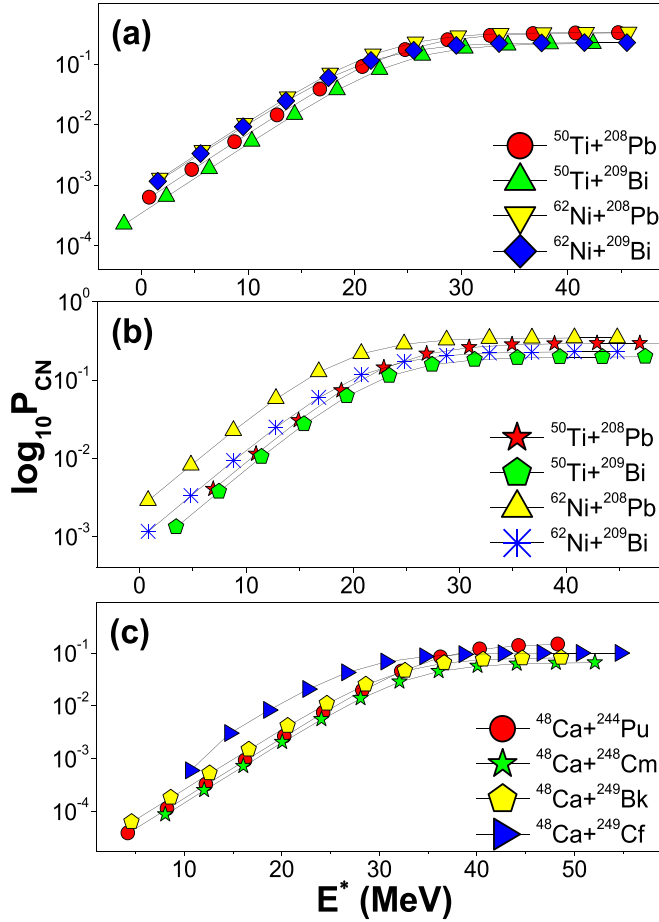 (a)
10⁻¹
10⁻²
10⁻³
10⁻⁴
⁵⁰Ti+²⁰⁸Pb
⁵⁰Ti+²⁰⁹Bi
⁶²Ni+²⁰⁸Pb
⁶²Ni+²⁰⁹Bi
0 10 20 30 40
(b)
10⁰
10⁻¹
10⁻²
10⁻³
log₁₀P_CN
⁵⁰Ti+²⁰⁸Pb
⁵⁰Ti+²⁰⁹Bi
⁶²Ni+²⁰⁸Pb
⁶²Ni+²⁰⁹Bi
0 10 20 30 40
(c)
10⁻¹
10⁻²
10⁻³
10⁻⁴
⁴⁸Ca+²⁴⁴Pu
⁴⁸Ca+²⁴⁸Cm
⁴⁸Ca+²⁴⁹Bk
⁴⁸Ca+²⁴⁹Cf
10 20 30 40 50
E* (MeV)